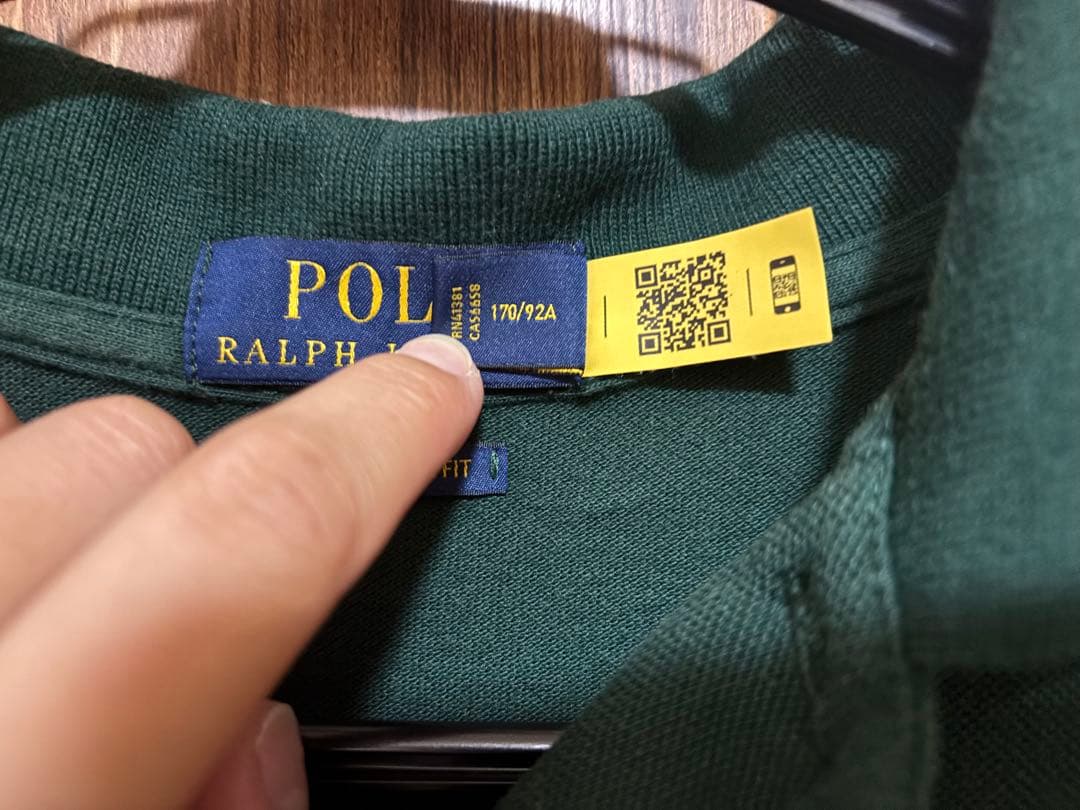 POL
RALPH
RN41381
CA56658
170/92A
FIT